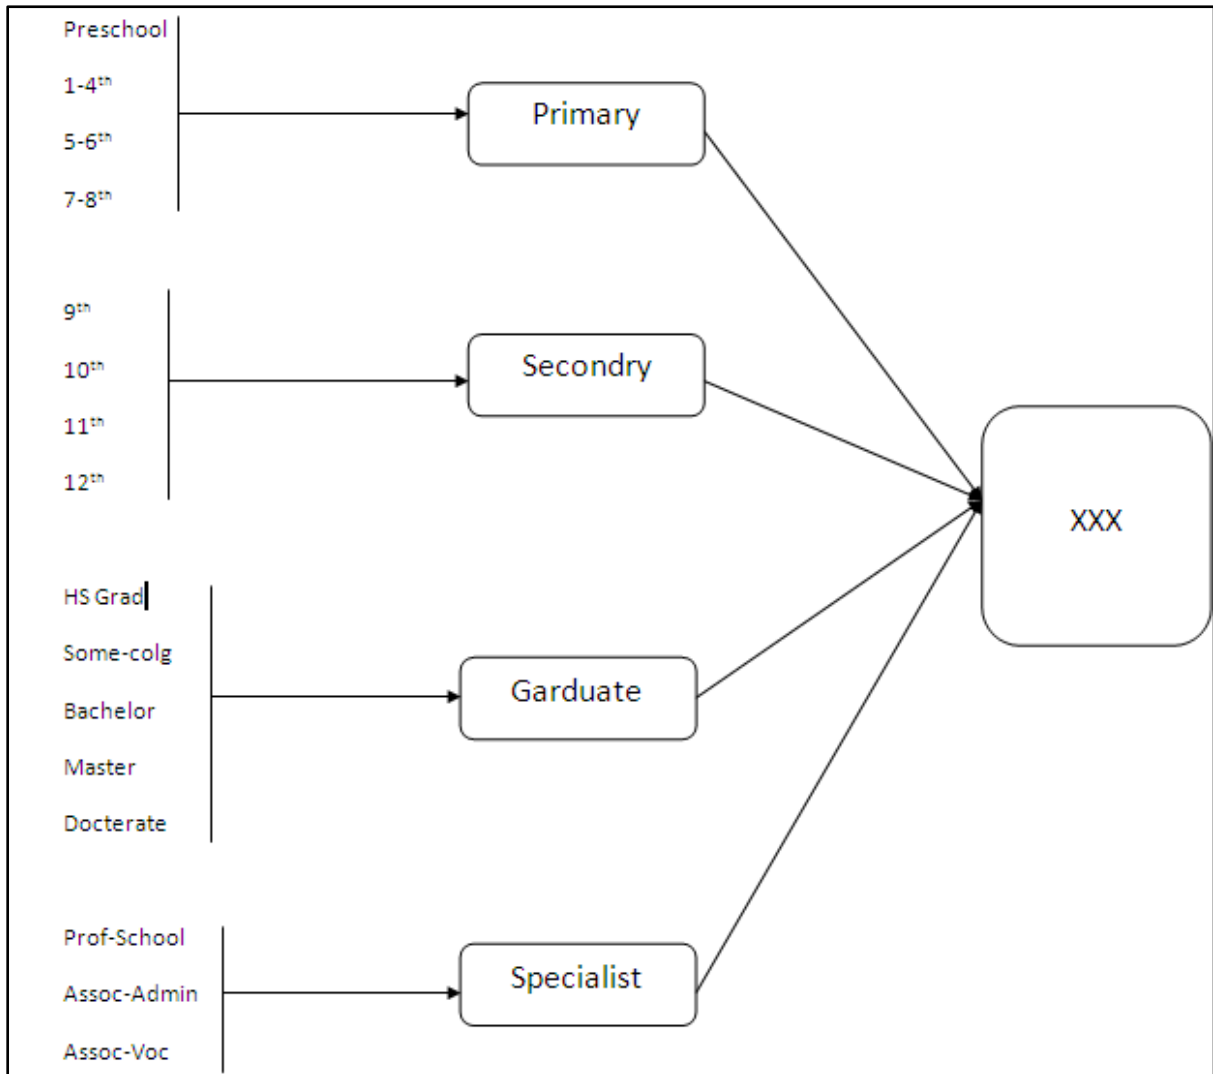 Preschool
1-4th
5-6th
7-8th
Primary
9th
10th
11th
12th
Secondry
HS Grad
Some-colg
Bachelor
Master
Docterate
Garduate
Prof-School
Assoc-Admin
Assoc-Voc
Specialist
XXX